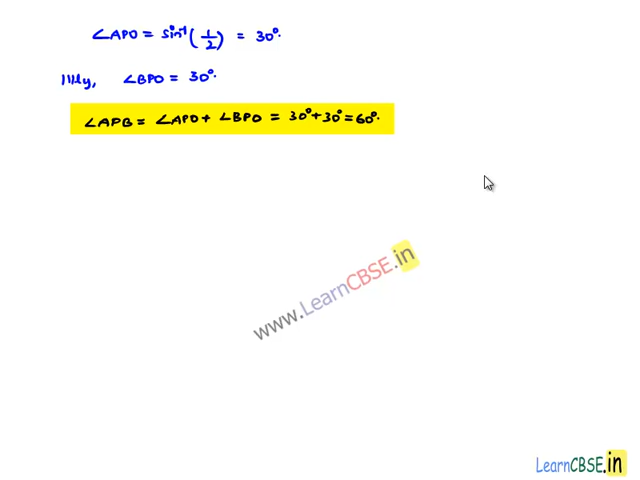 ∠APO = sin⁻¹(1/2) = 30°.
lllly, ∠BPO = 30°.
∠APB = ∠APO + ∠BPO = 30° + 30° = 60°.
www.LearnCBSE.in
LearnCBSE.in